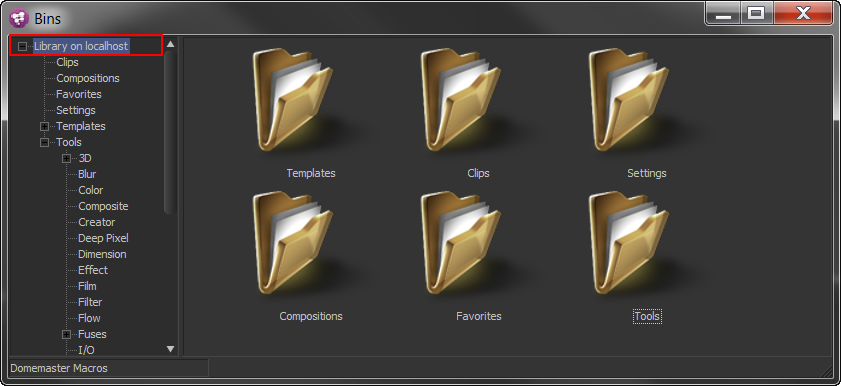 Bins
Library on localhost
Clips
Compositions
Favorites
Settings
Templates
Tools
3D
Blur
Color
Composite
Creator
Deep Pixel
Dimension
Effect
Film
Filter
Flow
Fuses
I/O
Templates Clips Settings
Compositions Favorites Tools
Domemaster Macros